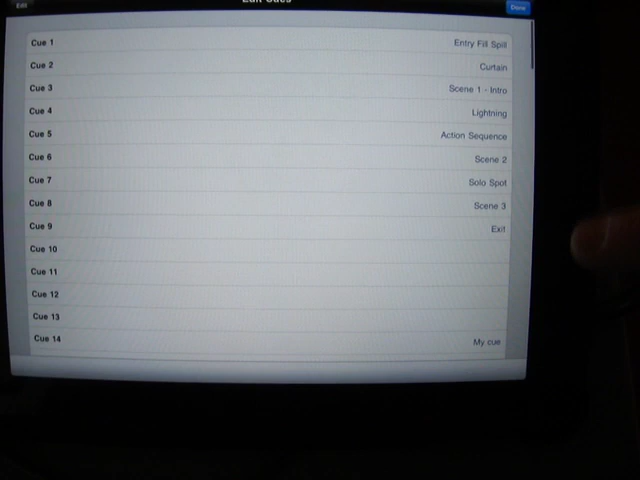 Edit Edit Cues Done
Cue 1 Entry Fill Spill
Cue 2 Curtain
Cue 3 Scene 1 - Intro
Cue 4 Lightning
Cue 5 Action Sequence
Cue 6 Scene 2
Cue 7 Solo Spot
Cue 8 Scene 3
Cue 9 Exit
Cue 10
Cue 11
Cue 12
Cue 13
Cue 14 My cue